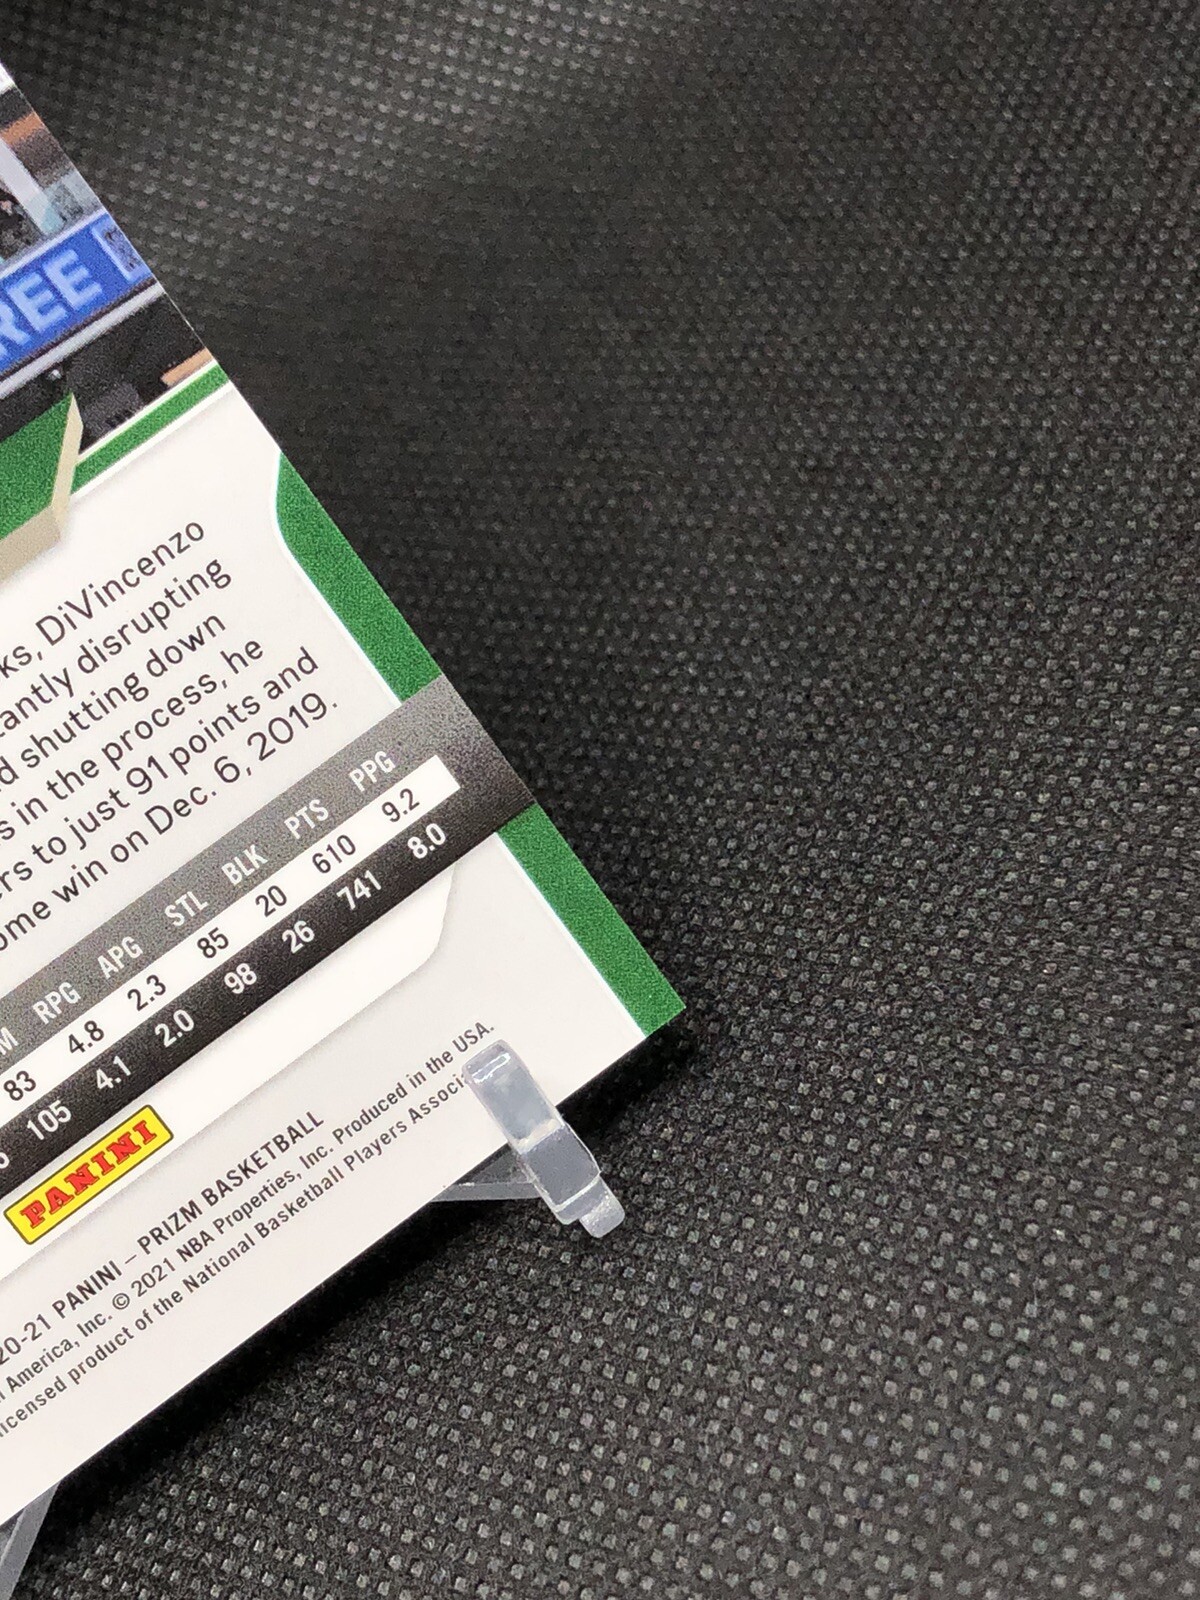 REE
ks, DiVincenzo
tantly disrupting
d shutting down
s in the process, he
ers to just 91 points and
ome win on Dec. 6, 2019.
M RPG APG STL BLK PTS PPG
83 4.8 2.3 85 20 610 9.2
105 4.1 2.0 98 26 741 8.0
PANINI
20-21 PANINI – PRIZM BASKETBALL
America, Inc. © 2021 NBA Properties, Inc. Produced in the USA.
icensed product of the National Basketball Players Associ